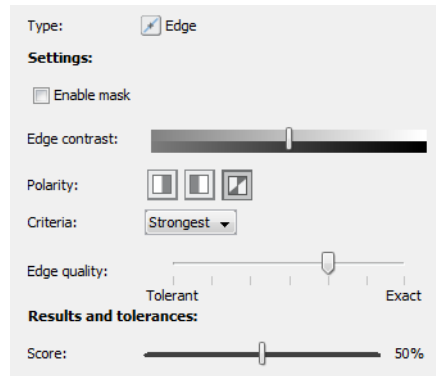 Type: Edge
Settings:
Enable mask
Edge contrast:
Polarity:
Criteria: Strongest
Edge quality:
Tolerant Exact
Results and tolerances:
Score: 50%